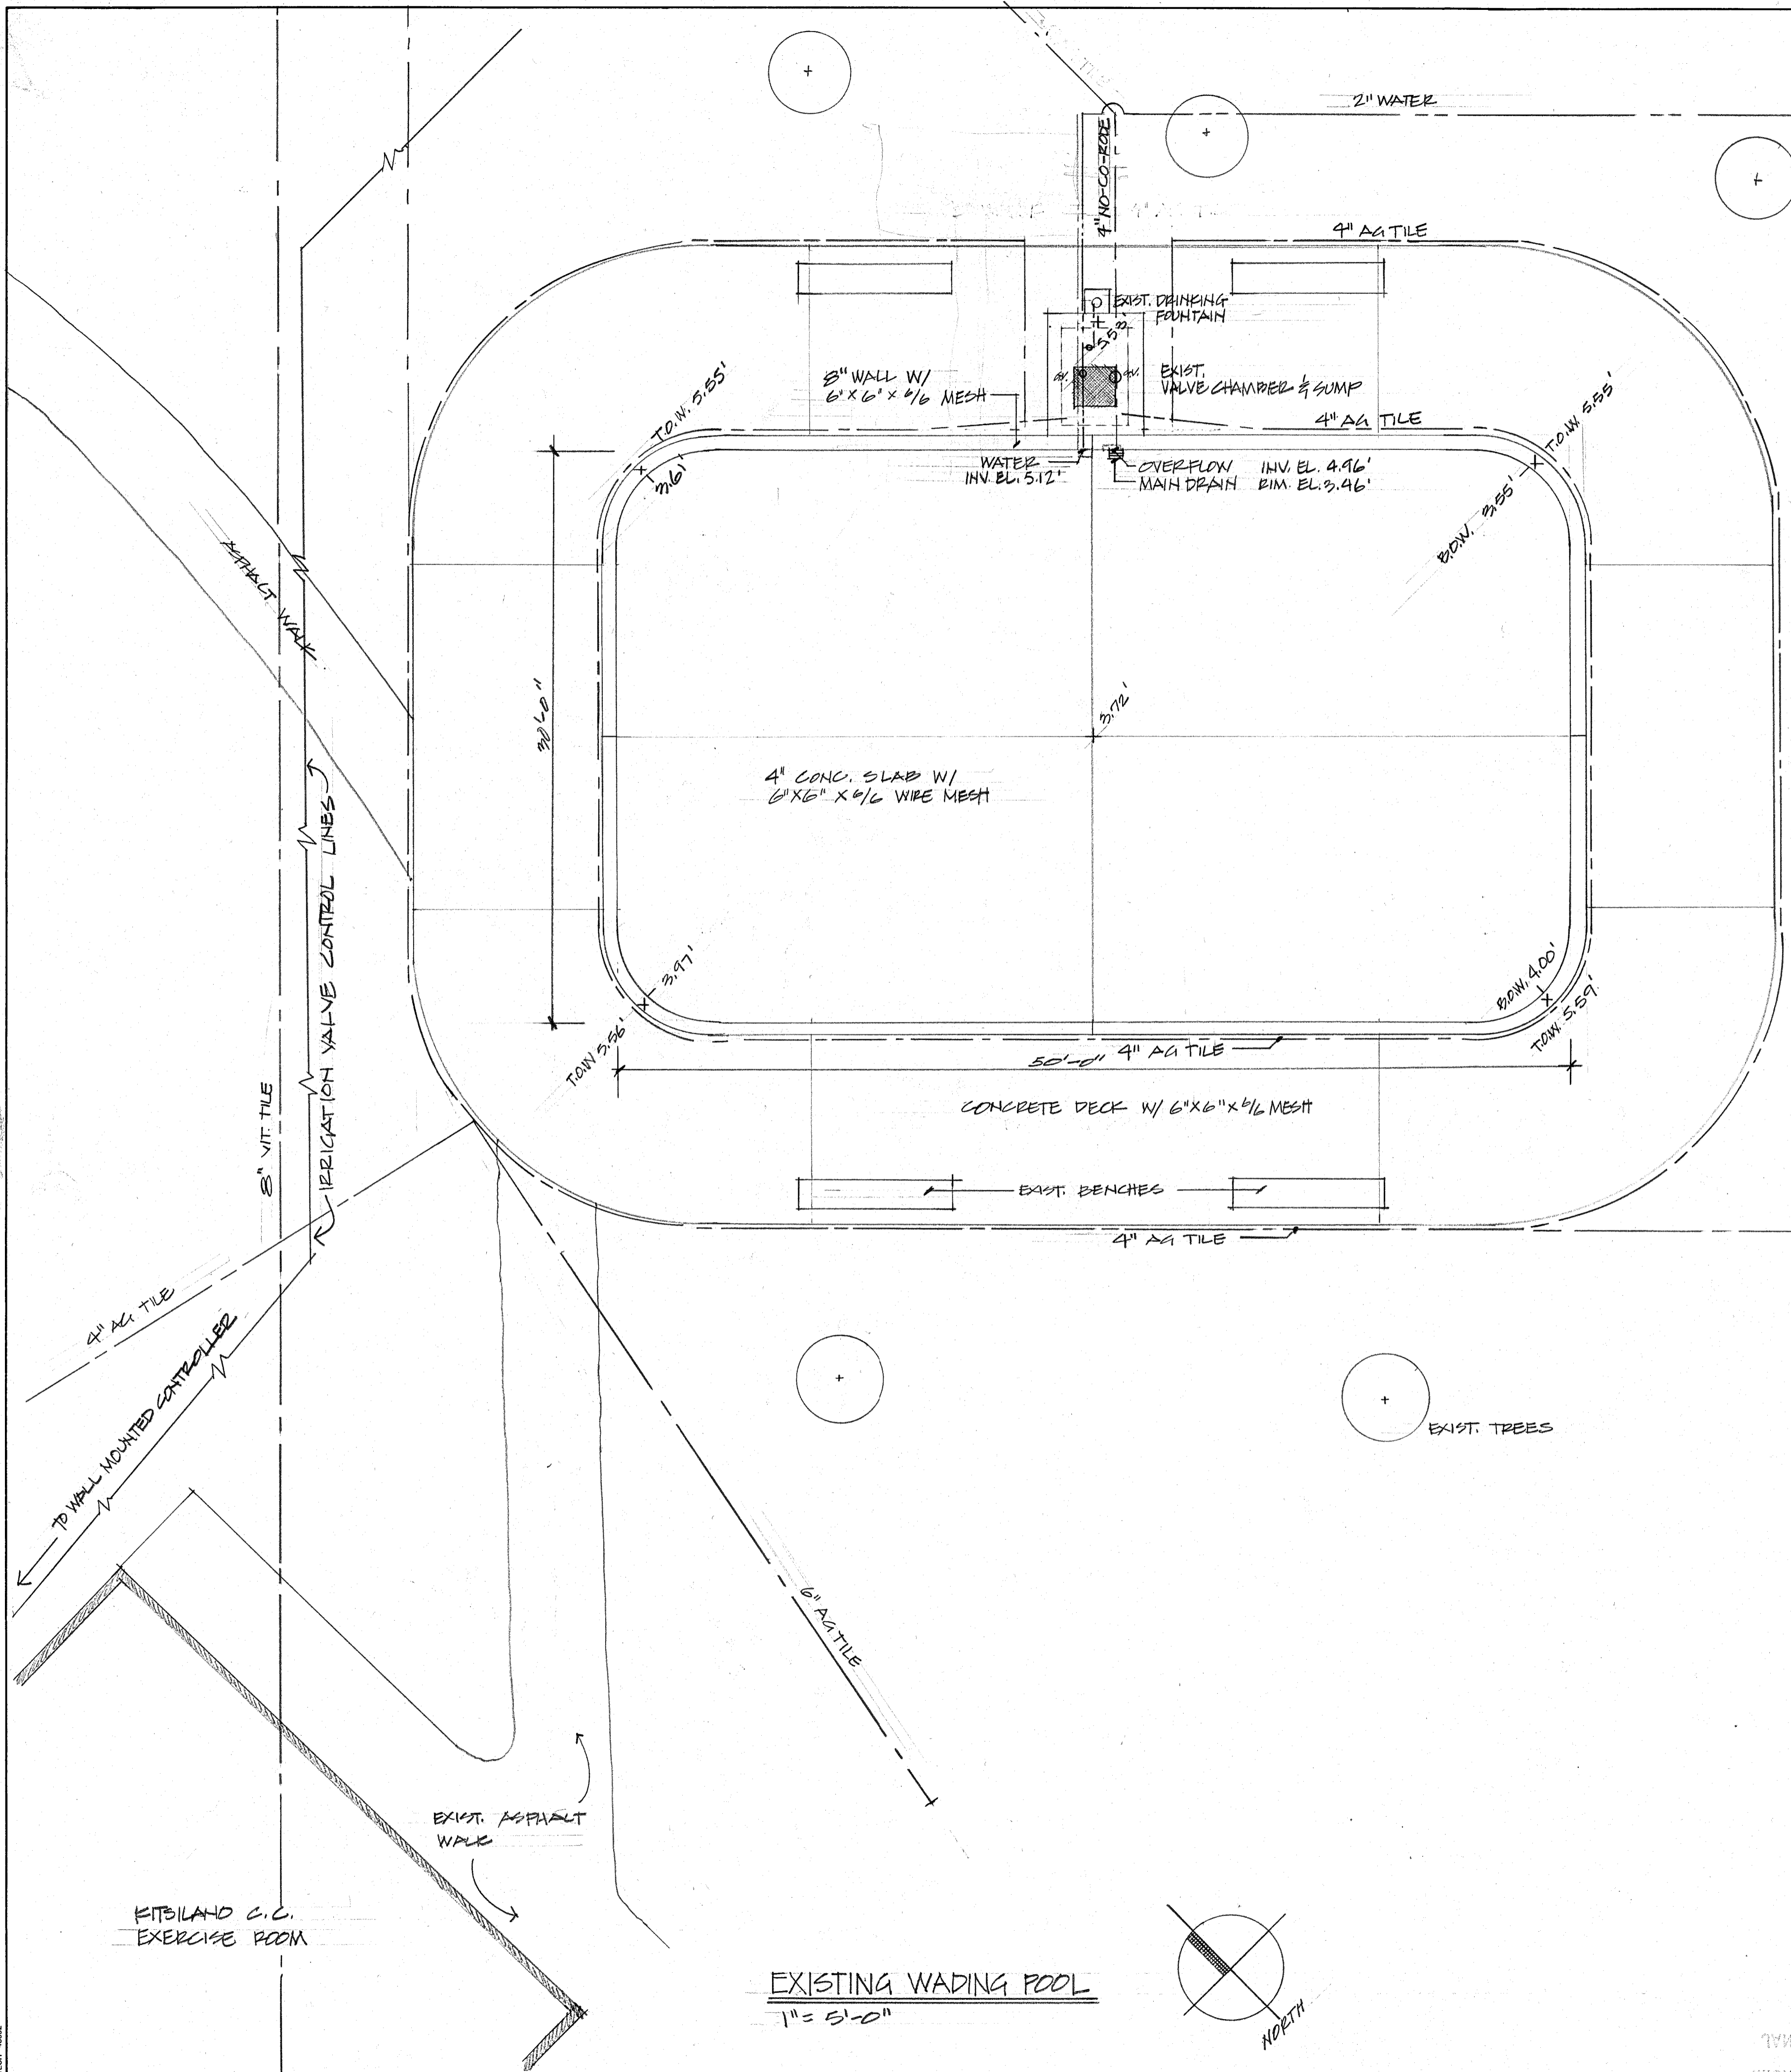 2" WATER
4" NO-CO-RODE
4" AG TILE
EXIST. DRINKING
FOUNTAIN
5.53'
8" WALL W/
6" X 6" X 6/6 MESH
EXIST.
VALVE CHAMBER & SUMP
T.O.W. 5.55'
3.61'
4" AG TILE
T.O.W. 5.55'
WATER
INV. EL. 5.12'
OVERFLOW INV. EL. 4.96'
MAIN DRAIN RIM. EL. 3.46'
B.O.W. 3.55'
ASPHALT WALK
30'-0"
3.72'
4" CONC. SLAB W/
6" X 6" X 6/6 WIRE MESH
IRRIGATION VALVE CONTROL LINES
8" VIT. TILE
3.97'
T.O.W 5.56'
B.O.W. 4.00'
T.O.W. 5.59'
50'-0"
4" AG TILE
CONCRETE DECK W/ 6" X 6" X 6/6 MESH
EXIST. BENCHES
4" AG TILE
4" AG TILE
TO WALL MOUNTED CONTROLLER
EXIST. TREES
6" AG TILE
EXIST. ASPHALT
WALK
KITSILANO C.C.
EXERCISE ROOM
EXISTING WADING POOL
1" = 5'-0"
NORTH